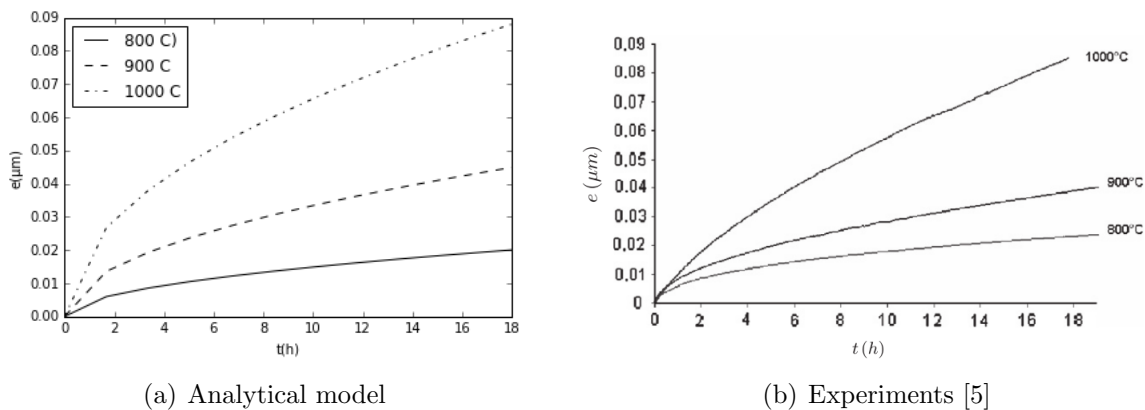 0.09
0.08
0.07
0.06
0.05
0.04
0.03
0.02
0.01
0.00
e(μm)
800 C)
900 C
1000 C
0 2 4 6 8 10 12 14 16 18
t(h)
(a) Analytical model
0.09
0.08
0.07
0.06
0.05
0.04
0.03
0.02
0.01
0
e (μm)
1000°C
900°C
800°C
0 2 4 6 8 10 12 14 16 18
t (h)
(b) Experiments [5]